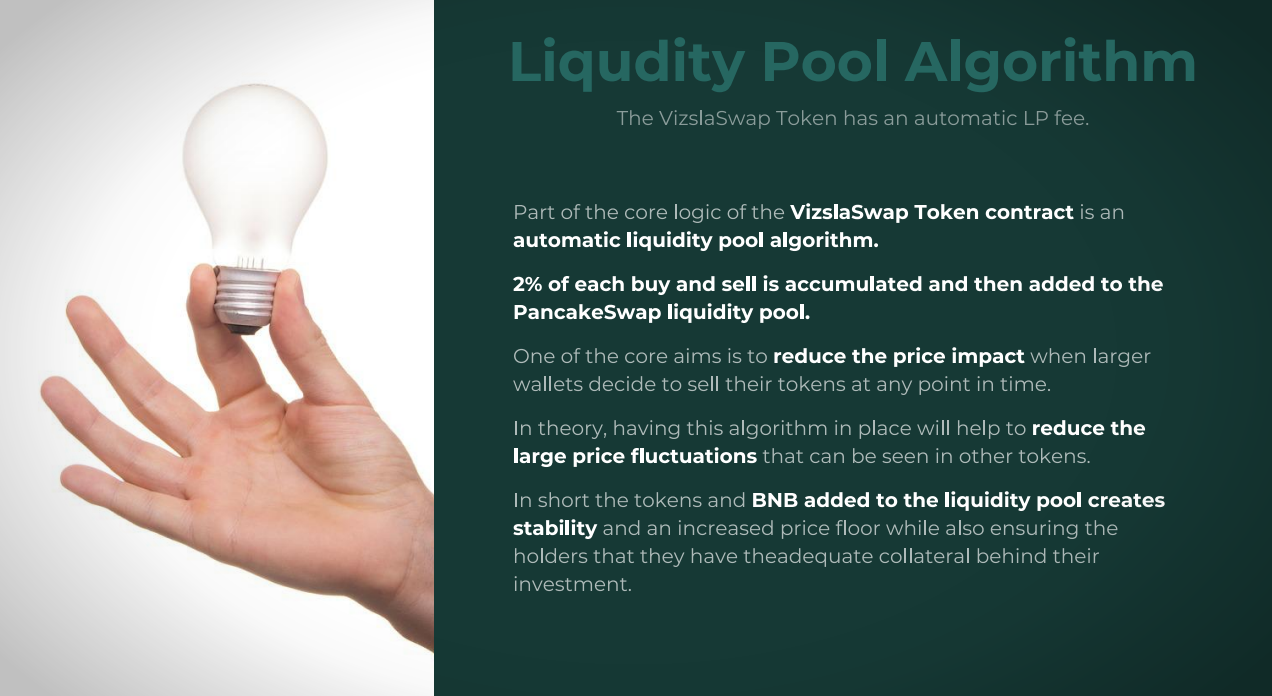 Liqudity Pool Algorithm
The VizslaSwap Token has an automatic LP fee.
Part of the core logic of the VizslaSwap Token contract is an
automatic liquidity pool algorithm.
2% of each buy and sell is accumulated and then added to the
PancakeSwap liquidity pool.
One of the core aims is to reduce the price impact when larger
wallets decide to sell their tokens at any point in time.
In theory, having this algorithm in place will help to reduce the
large price fluctuations that can be seen in other tokens.
In short the tokens and BNB added to the liquidity pool creates
stability and an increased price floor while also ensuring the
holders that they have theadequate collateral behind their
investment.